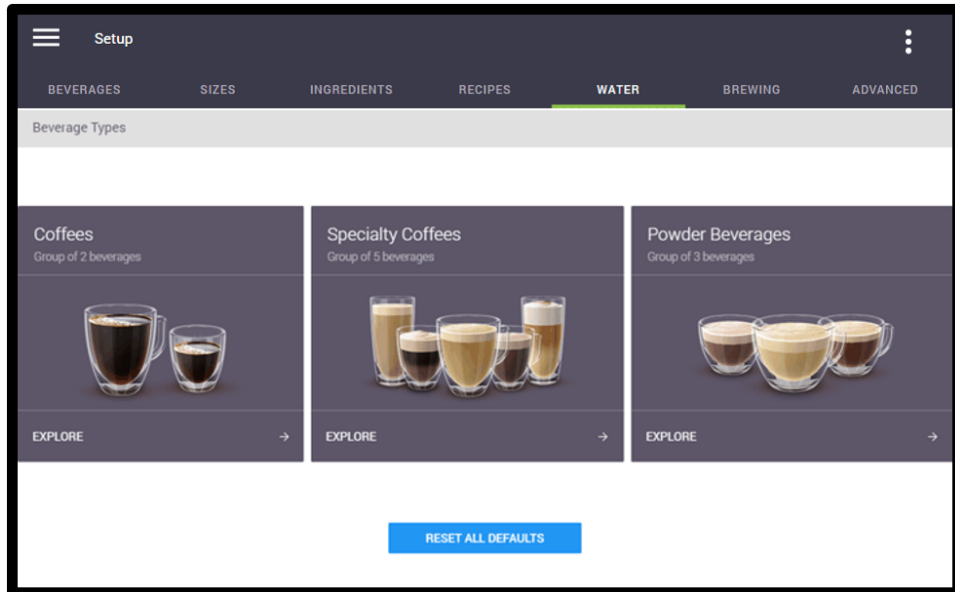 Setup
BEVERAGES SIZES INGREDIENTS RECIPES WATER BREWING ADVANCED
Beverage Types
Coffees
Group of 2 beverages
EXPLORE
Specialty Coffees
Group of 5 beverages
EXPLORE
Powder Beverages
Group of 3 beverages
EXPLORE
RESET ALL DEFAULTS